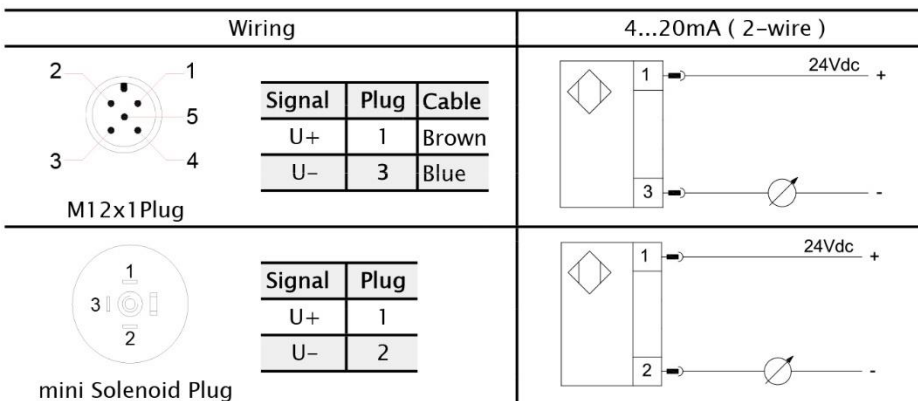 Wiring
4...20mA ( 2-wire )
2
1
5
3
4
M12x1Plug
Signal Plug Cable
U+ 1 Brown
U- 3 Blue
1
24Vdc +
3
-
1
3
2
mini Solenoid Plug
Signal Plug
U+ 1
U- 2
1
24Vdc +
2
-